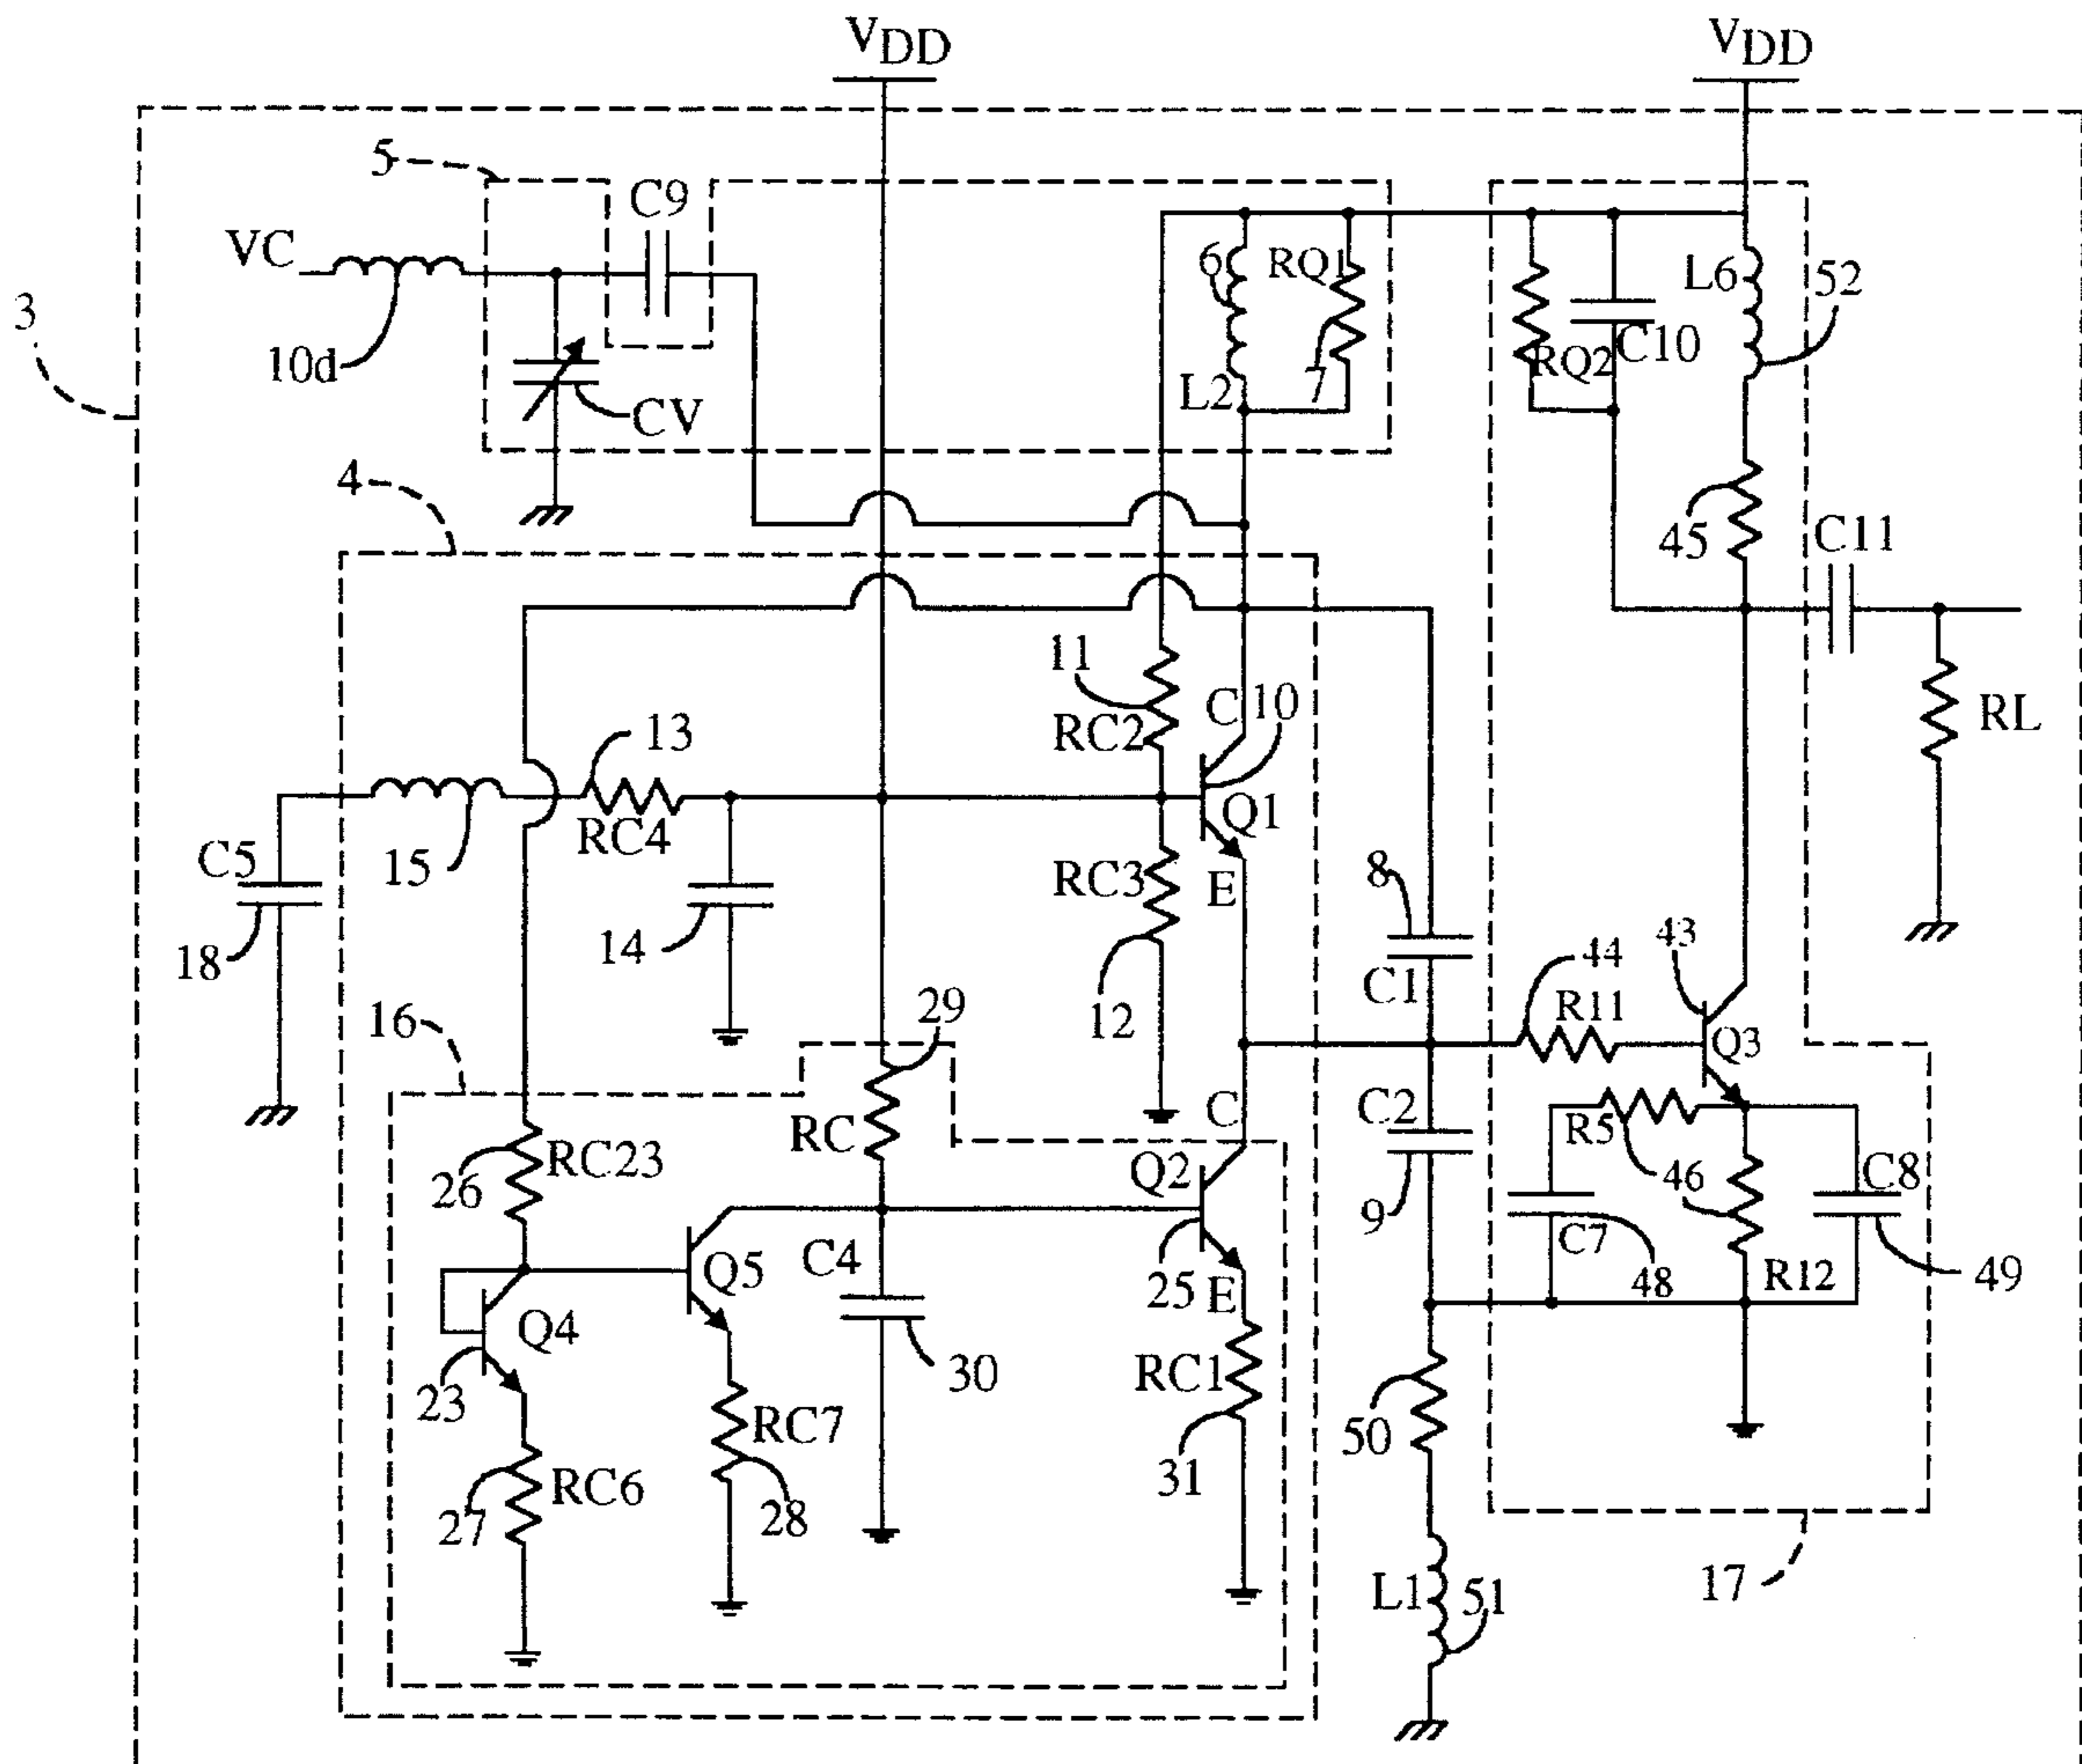 VDD
VDD
5
C9
VC
6
RQ1
L6
52
3
10d
CV
L2
7
RQ2
C10
4
45
C11
11
C
10
RC2
13
RL
Q1
RC4
C5
15
RC3
E
8
18
14
12
C1
44
43
R11
Q3
16
29
RC
C
C2
R5
26
RC23
Q2
9
46
C8
C7
48
R12
49
Q5
C4
25
E
Q4
23
30
RC1
50
RC7
31
27
RC6
28
L1
51
17